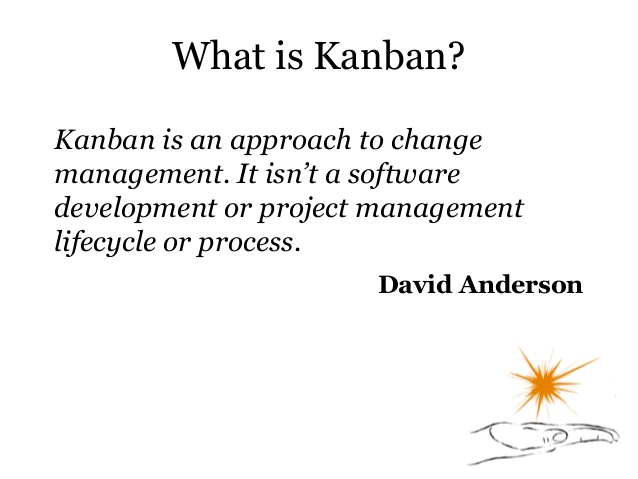 What is Kanban?
Kanban is an approach to change
management. It isn’t a software
development or project management
lifecycle or process.
David Anderson